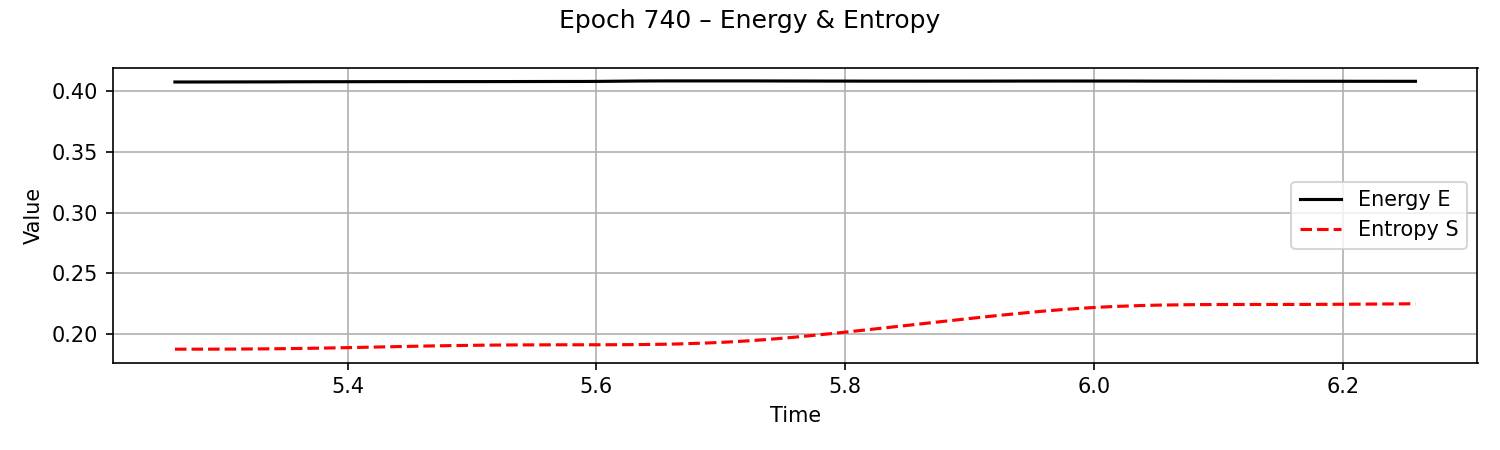 Epoch 740 – Energy & Entropy
Value
0.40
0.35
0.30
0.25
0.20
Energy E
Entropy S
5.4 5.6 5.8 6.0 6.2
Time